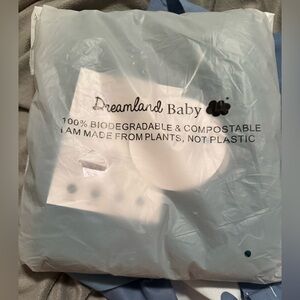 Dreamland Baby
100% BIODEGRADABLE & COMPOSTABLE
I AM MADE FROM PLANTS, NOT PLASTIC